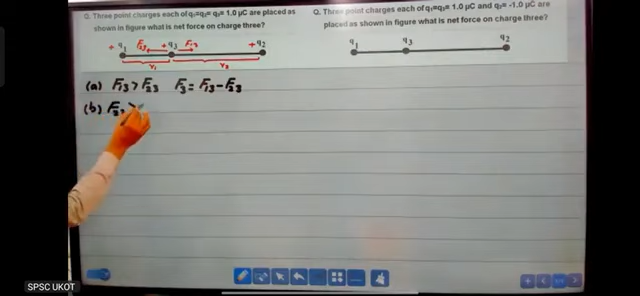 Q. Three point charges each of q₁=q₂= q₃= 1.0 μC are placed as
shown in figure what is net force on charge three?
+ q₁ F₂₃ +q₃ F₁₃ +q₂
r₁ r₂
(a) F₁₃ > F₂₃ F₃ = F₁₃ - F₂₃
(b)
Q. Three point charges each of q₁=q₃= 1.0 μC and q₂= -1.0 μC are
placed as shown in figure what is net force on charge three?
q₁ q₃ q₂
SPSC UKOT